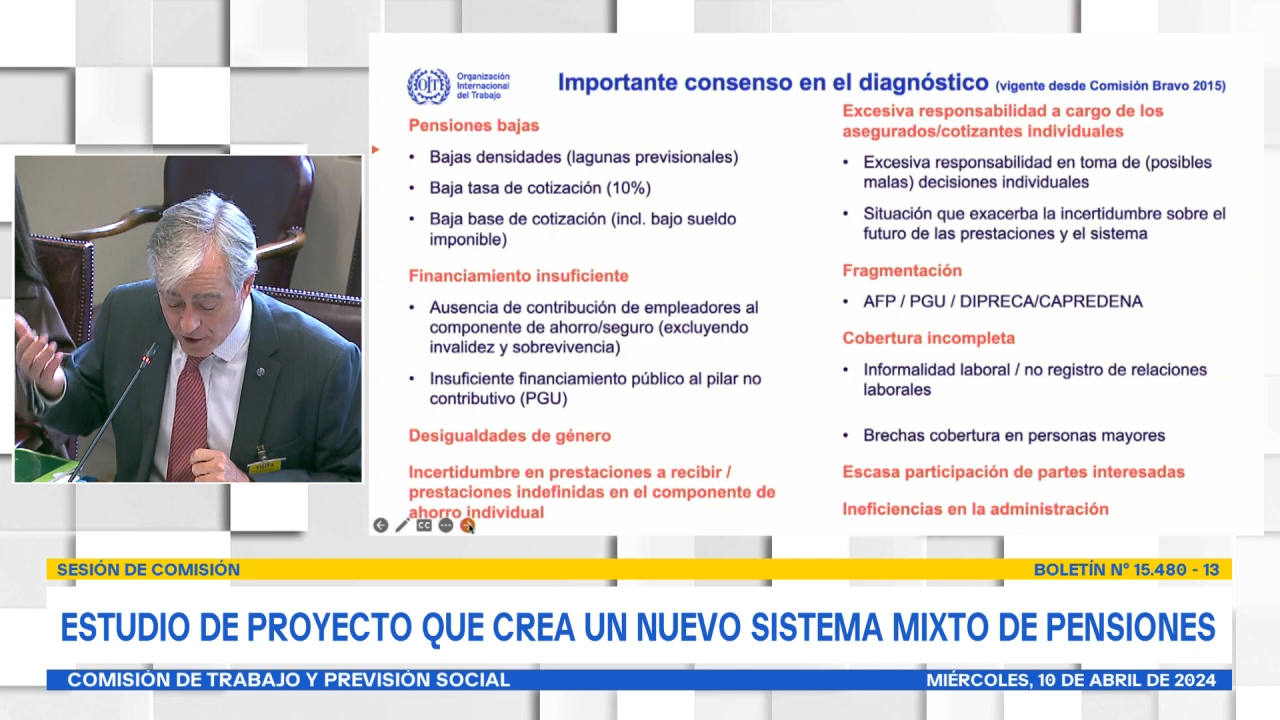 OIT
Organización
Internacional
del Trabajo
Importante consenso en el diagnóstico (vigente desde Comisión Bravo 2015)
Pensiones bajas
• Bajas densidades (lagunas previsionales)
• Baja tasa de cotización (10%)
• Baja base de cotización (incl. bajo sueldo
imponible)
Financiamiento insuficiente
• Ausencia de contribución de empleadores al
componente de ahorro/seguro (excluyendo
invalidez y sobrevivencia)
• Insuficiente financiamiento público al pilar no
contributivo (PGU)
Desigualdades de género
Incertidumbre en prestaciones a recibir /
prestaciones indefinidas en el componente de
ahorro individual
Excesiva responsabilidad a cargo de los
asegurados/cotizantes individuales
• Excesiva responsabilidad en toma de (posibles
malas) decisiones individuales
• Situación que exacerba la incertidumbre sobre el
futuro de las prestaciones y el sistema
Fragmentación
• AFP / PGU / DIPRECA/CAPREDENA
Cobertura incompleta
• Informalidad laboral / no registro de relaciones
laborales
• Brechas cobertura en personas mayores
Escasa participación de partes interesadas
Ineficiencias en la administración
CC
SESIÓN DE COMISIÓN
BOLETÍN N° 15.480 - 13
ESTUDIO DE PROYECTO QUE CREA UN NUEVO SISTEMA MIXTO DE PENSIONES
COMISIÓN DE TRABAJO Y PREVISIÓN SOCIAL
MIÉRCOLES, 10 DE ABRIL DE 2024